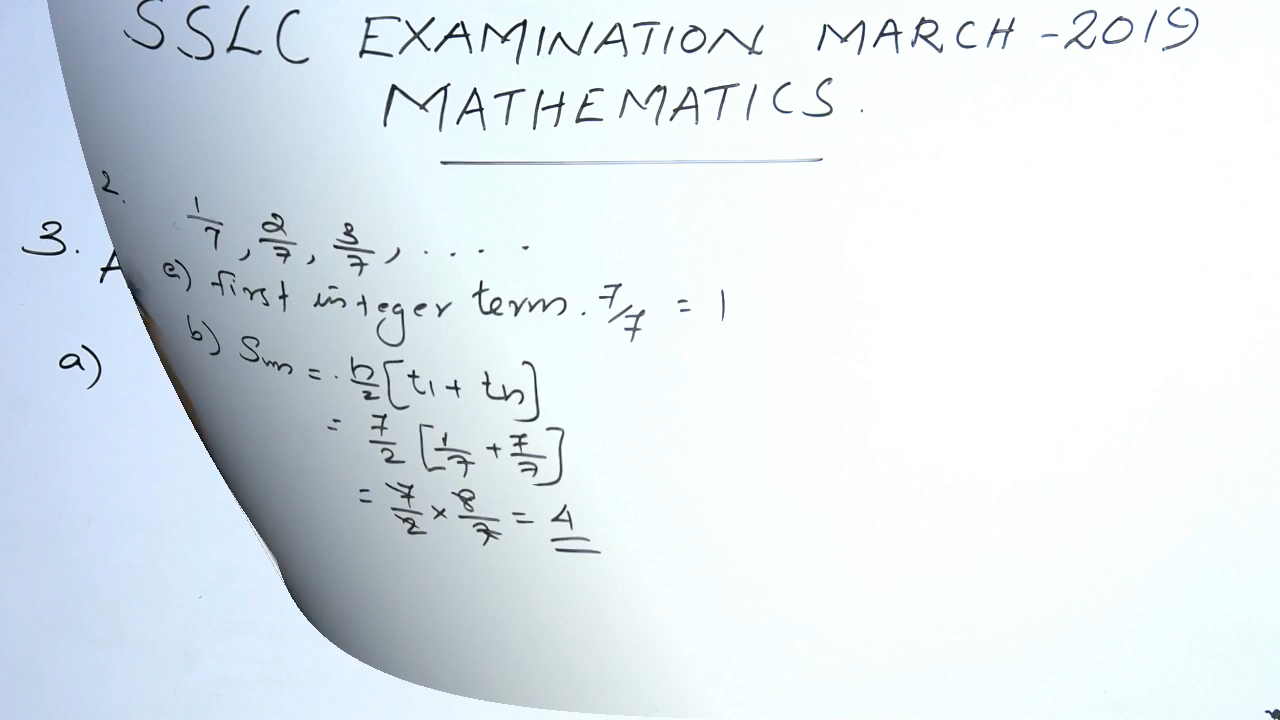 SSLC EXAMINATION MARCH -2019
MATHEMATICS.
2.
1/7, 2/7, 3/7, . . . .
a) first integer term. 7/7 = 1
b) Sum = n/2 [t1 + tn]
= 7/2 [1/7 + 7/7]
= 7/2 × 8/7 = 4
3.
A
a)